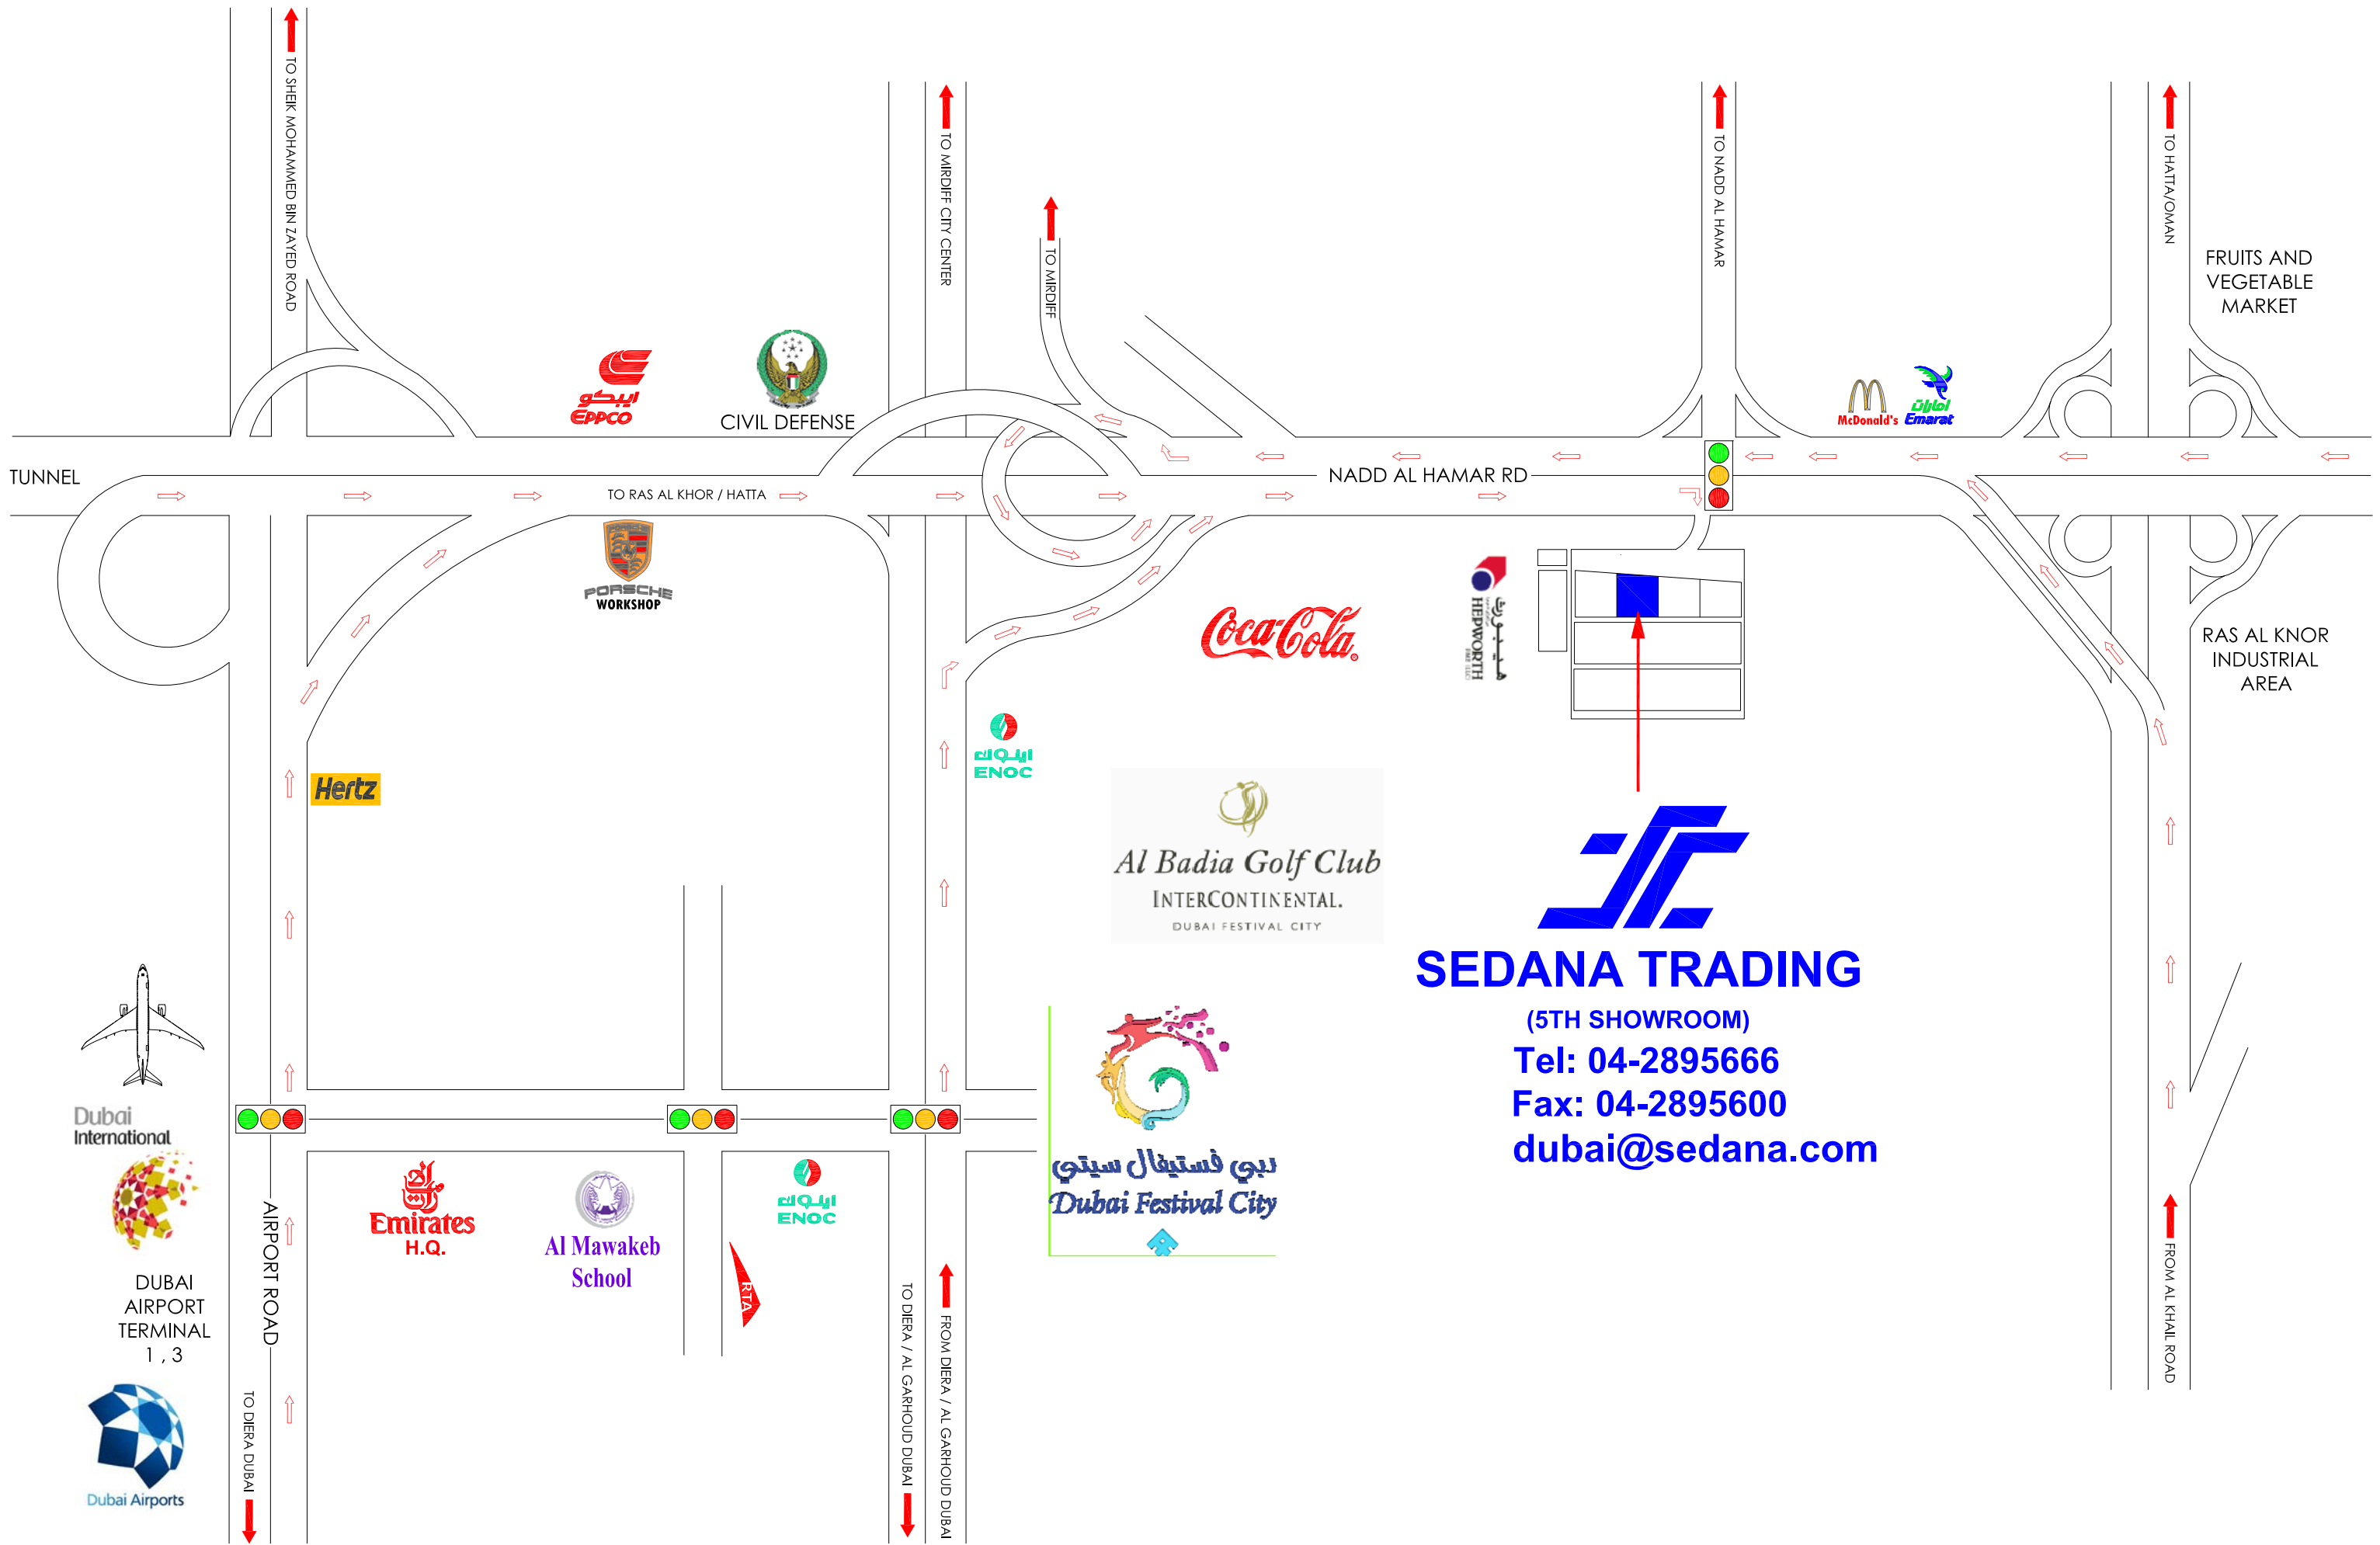 TO SHEIK MOHAMMED BIN ZAYED ROAD
TO MIRDIFF CITY CENTER
TO MIRDIFF
TO NADD AL HAMAR
TO HATTA/OMAN
FRUITS AND
VEGETABLE
MARKET
ايبكو
EPPCO
CIVIL DEFENSE
McDonald's
امارات
Emarat
TUNNEL
TO RAS AL KHOR / HATTA
NADD AL HAMAR RD
PORSCHE
WORKSHOP
Coca-Cola
هيبوورث
HEPWORTH
RAS AL KNOR
INDUSTRIAL
AREA
اينوك
ENOC
Hertz
Al Badia Golf Club
INTERCONTINENTAL.
DUBAI FESTIVAL CITY
SEDANA TRADING
(5TH SHOWROOM)
Tel: 04-2895666
Fax: 04-2895600
dubai@sedana.com
Dubai
International
DUBAI
AIRPORT
TERMINAL
1 , 3
Dubai Airports
AIRPORT ROAD
TO DIERA DUBAI
Emirates
H.Q.
Al Mawakeb
School
اينوك
ENOC
RTA
دبي فستيفال سيتي
Dubai Festival City
TO DIERA / AL GARHOUD DUBAI
FROM DIERA / AL GARHOUD DUBAI
FROM AL KHAIL ROAD